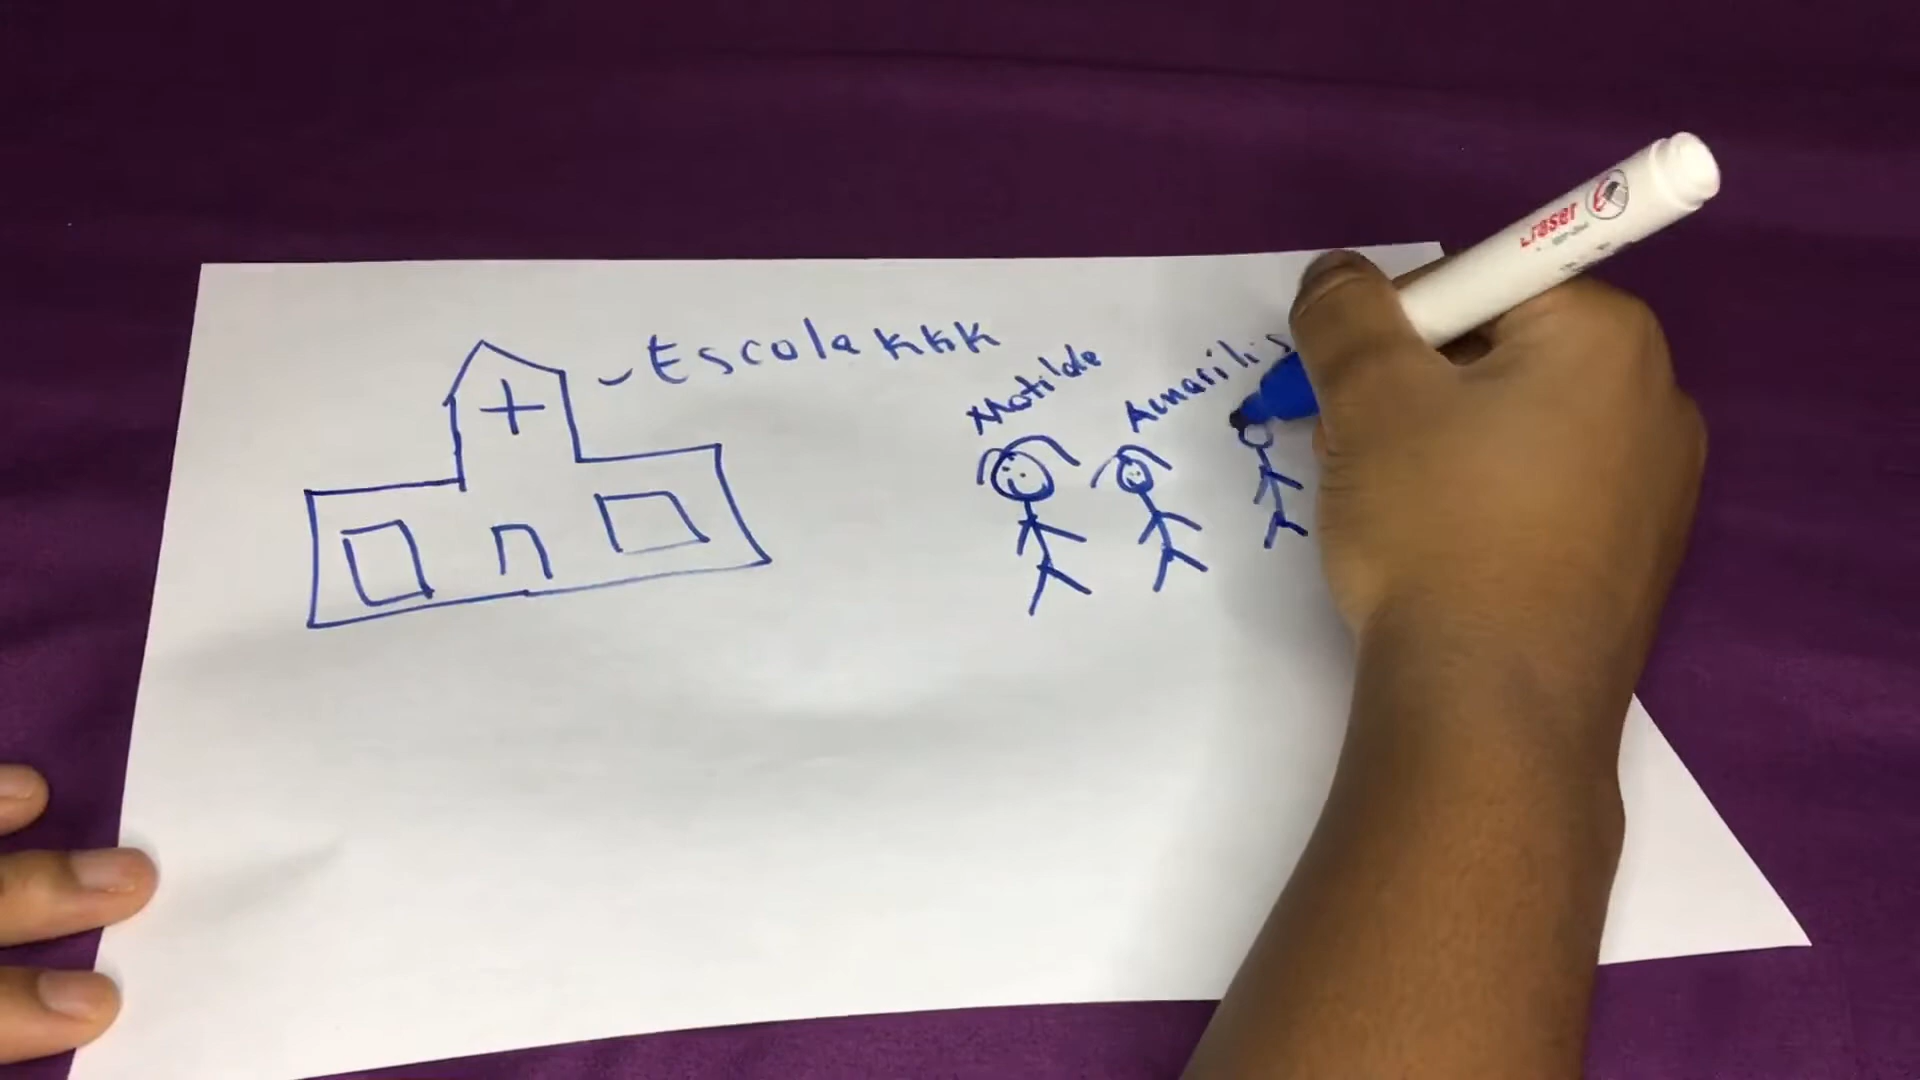 - Escola kkk
Matilde
Amarilis
eraser